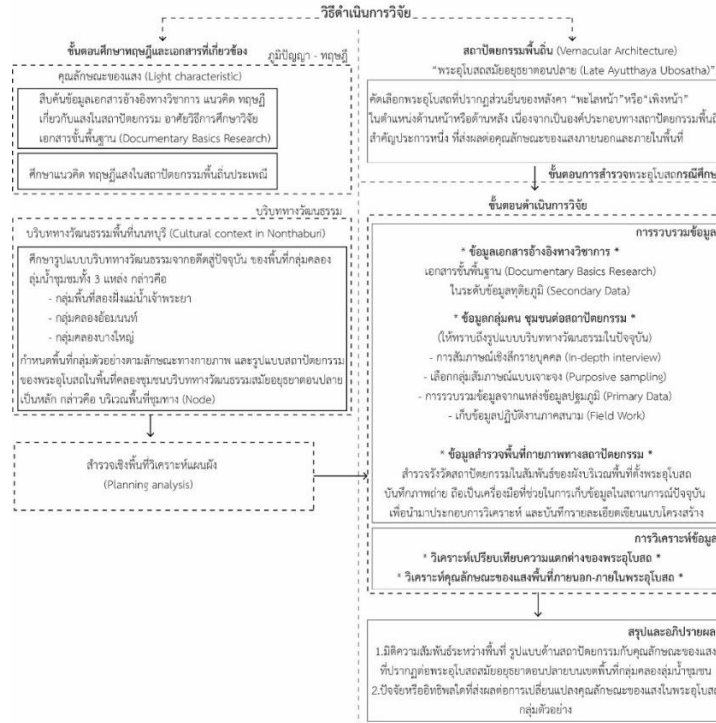 วิธีดำเนินการวิจัย
ขั้นตอนศึกษาทฤษฎีและเอกสารที่เกี่ยวข้อง
ภูมิปัญญา - ทฤษฎี
คุณลักษณะของแสง (Light characteristic)
สืบค้นข้อมูลเอกสารอ้างอิงทางวิชาการ แนวคิด ทฤษฎี
เกี่ยวกับแสงในสถาปัตยกรรม อาศัยวิธีการศึกษาวิจัย
เอกสารขั้นพื้นฐาน (Documentary Basics Research)
ศึกษาแนวคิด ทฤษฎีแสงในสถาปัตยกรรมพื้นถิ่นประเพณี
บริบททางวัฒนธรรม
บริบททางวัฒนธรรมพื้นที่นนทบุรี (Cultural context in Nonthaburi)
ศึกษารูปแบบบริบททางวัฒนธรรมจากอดีตสู่ปัจจุบัน ของพื้นที่กลุ่มคลอง
ลุ่มน้ำชุมชมทั้ง 3 แหล่ง กล่าวคือ
- กลุ่มพื้นที่สองฝั่งแม่น้ำเจ้าพระยา
- กลุ่มคลองอ้อมนนท์
- กลุ่มคลองบางใหญ่
กำหนดพื้นที่กลุ่มตัวอย่างตามลักษณะทางกายภาพ และรูปแบบสถาปัตยกรรม
ของพระอุโบสถในพื้นที่คลองชุมชนบริบททางวัฒนธรรมสมัยอยุธยาตอนปลาย
เป็นหลัก กล่าวคือ บริเวณพื้นที่ชุมทาง (Node)
สำรวจเชิงพื้นที่วิเคราะห์แผนผัง
(Planning analysis)
สถาปัตยกรรมพื้นถิ่น (Vernacular Architecture)
"พระอุโบสถสมัยอยุธยาตอนปลาย (Late Ayutthaya Ubosatha)"
คัดเลือกพระอุโบสถที่ปรากฏส่วนยื่นของหลังคา "พะไลหน้า"หรือ"เพิงหน้า"
ในตำแหน่งด้านหน้าหรือด้านหลัง เนื่องจากเป็นองค์ประกอบทางสถาปัตยกรรมพื้นถิ่น
สำคัญประการหนึ่ง ที่ส่งผลต่อคุณลักษณะของแสงภายนอกและภายในพื้นที่
ขั้นตอนการสำรวจพระอุโบสถกรณีศึกษา
ขั้นตอนดำเนินการวิจัย
การรวบรวมข้อมูล
* ข้อมูลเอกสารอ้างอิงทางวิชาการ *
เอกสารขั้นพื้นฐาน (Documentary Basics Research)
ในระดับข้อมูลทุติยภูมิ (Secondary Data)
* ข้อมูลกลุ่มคน ชุมชนต่อสถาปัตยกรรม *
(ให้ทราบถึงรูปแบบบริบททางวัฒนธรรมในปัจจุบัน)
- การสัมภาษณ์เชิงลึกรายบุคคล (In-depth interview)
- เลือกกลุ่มสัมภาษณ์แบบเจาะจง (Purposive sampling)
- การรวบรวมข้อมูลจากแหล่งข้อมูลปฐมภูมิ (Primary Data)
- เก็บข้อมูลปฏิบัติงานภาคสนาม (Field Work)
* ข้อมูลสำรวจพื้นที่กายภาพทางสถาปัตยกรรม *
สำรวจรังวัดสถาปัตยกรรมในสัมพันธ์ของผังบริเวณพื้นที่ตั้งพระอุโบสถ
บันทึกภาพถ่าย ถือเป็นเครื่องมือที่ช่วยในการเก็บข้อมูลในสถานการณ์ปัจจุบัน
เพื่อนำมาประกอบการวิเคราะห์ และบันทึกรายละเอียดเขียนแบบโครงสร้าง
การวิเคราะห์ข้อมูล
* วิเคราะห์เปรียบเทียบความแตกต่างของพระอุโบสถ *
* วิเคราะห์คุณลักษณะของแสงพื้นที่ภายนอก-ภายในพระอุโบสถ *
สรุปและอภิปรายผล
1.มิติความสัมพันธ์ระหว่างพื้นที่ รูปแบบด้านสถาปัตยกรรมกับคุณลักษณะของแสง
ที่ปรากฏต่อพระอุโบสถสมัยอยุธยาตอนปลายบนเขตพื้นที่กลุ่มคลองลุ่มน้ำชุมชน
2.ปัจจัยหรืออิทธิพลใดที่ส่งผลต่อการเปลี่ยนแปลงคุณลักษณะของแสงในพระอุโบสถ
กลุ่มตัวอย่าง